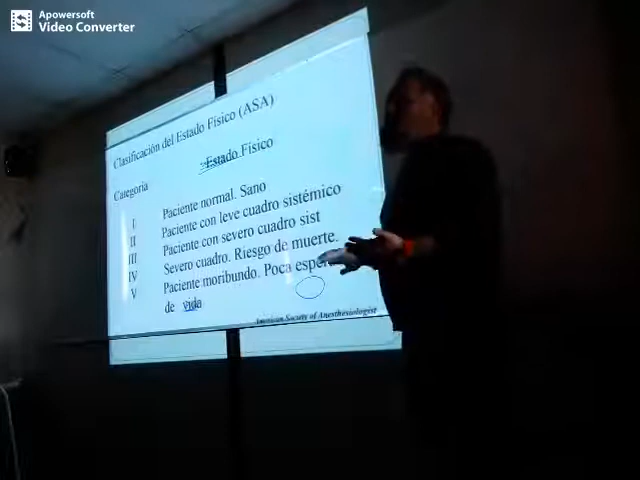 Apowersoft
Video Converter
Clasificación del Estado Físico (ASA)
Estado Físico
Categoría
I Paciente normal. Sano
II Paciente con leve cuadro sistémico
III Paciente con severo cuadro sist
IV Severo cuadro. Riesgo de muerte.
V Paciente moribundo. Poca espe
de vida
American Society of Anesthesiologist